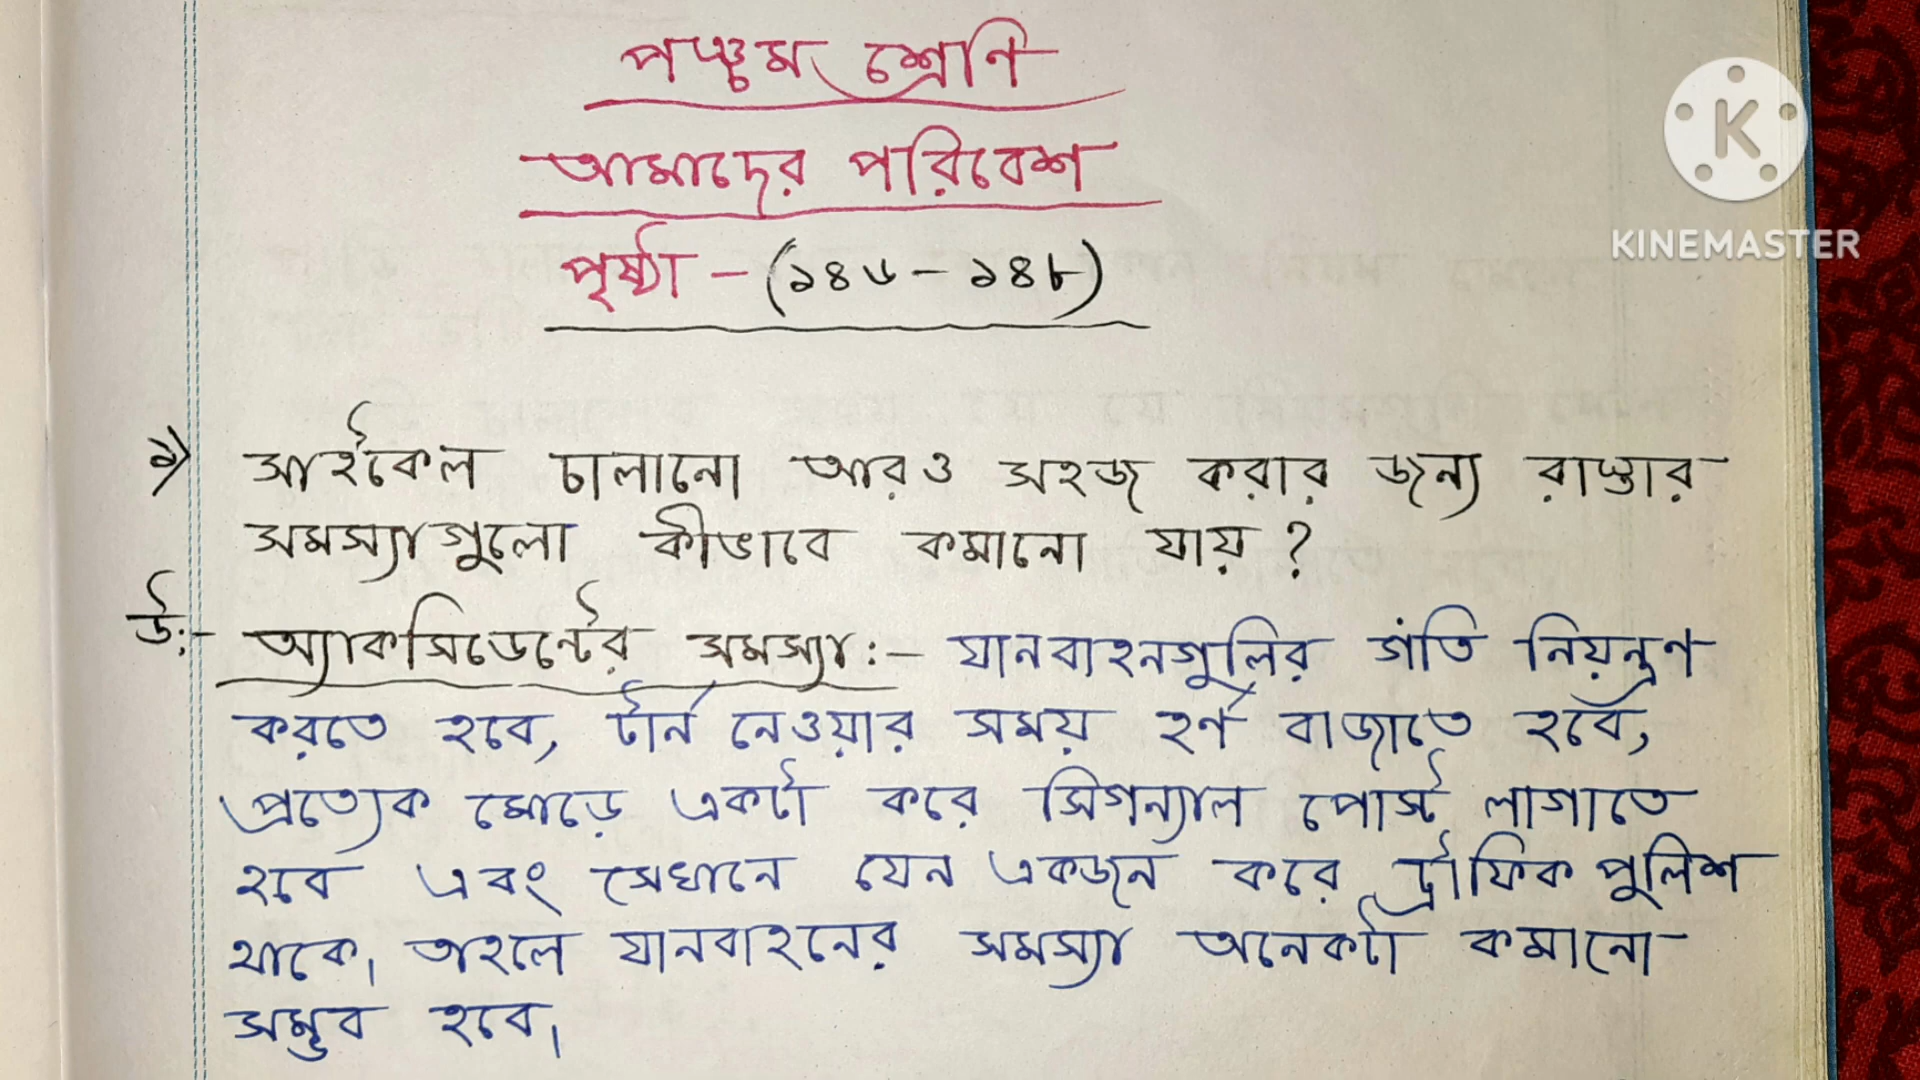 পঞ্চম শ্রেণি
আমাদের পরিবেশ
পৃষ্ঠা - (১৪৬ - ১৪৮)
K
KINEMASTER
১) সাইকেল চালানো আরও সহজ করার জন্য রাস্তার
সমস্যাগুলো কীভাবে কমানো যায়?
উঃ- অ্যাকসিডেন্টের সমস্যা:- যানবাহনগুলির গতি নিয়ন্ত্রণ
করতে হবে, টার্ন নেওয়ার সময় হর্ণ বাজাতে হবে,
প্রত্যেক মোড়ে একটা করে সিগন্যাল পোস্ট লাগাতে
হবে এবং সেখানে যেন একজন করে ট্রাফিক পুলিশ
থাকে। তাহলে যানবাহনের সমস্যা অনেকটা কমানো
সম্ভব হবে।